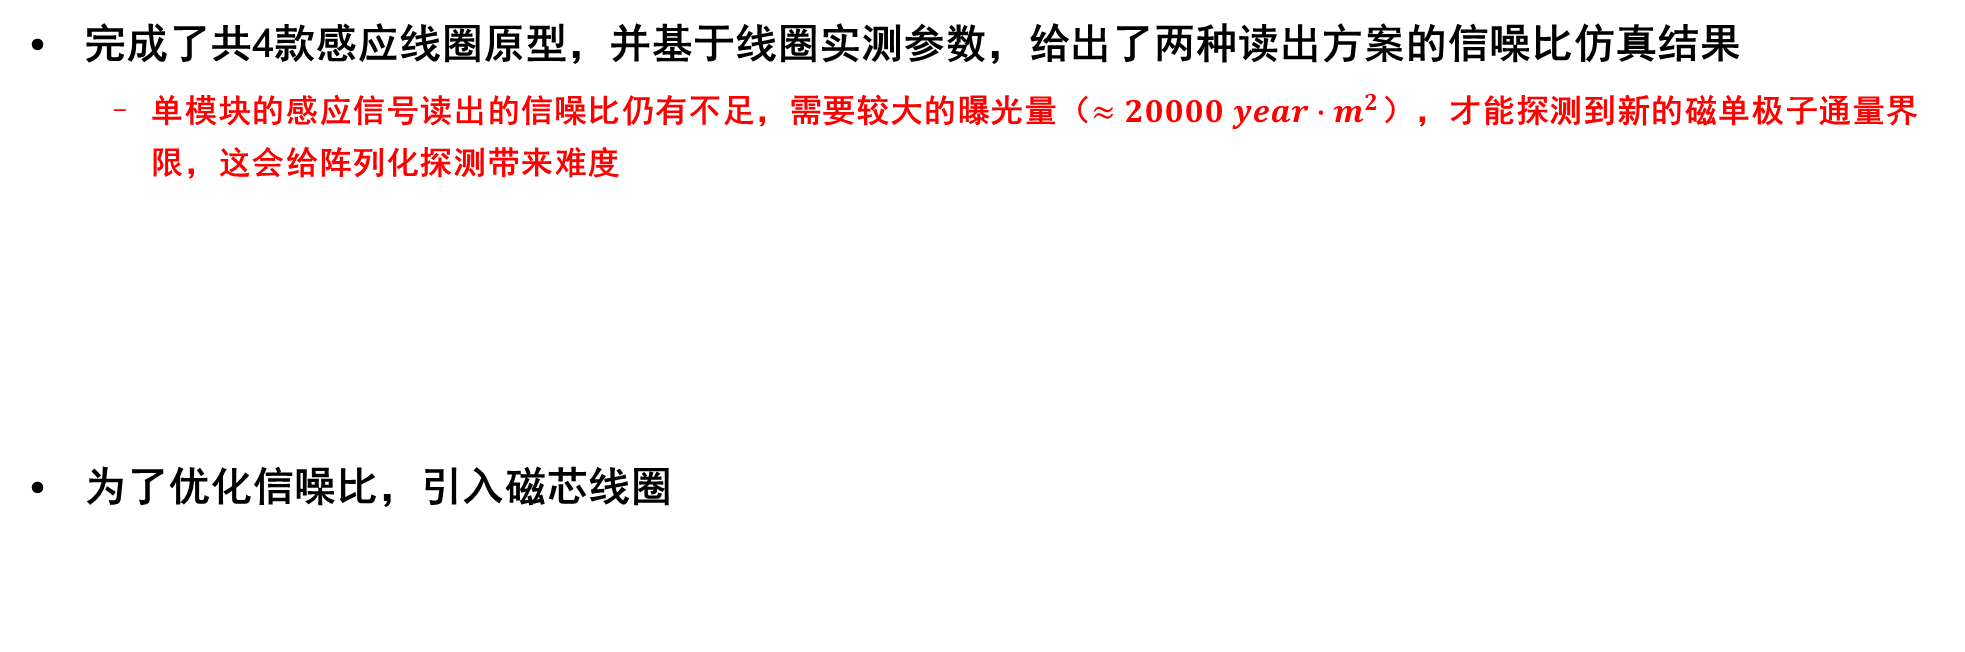 • 完成了共4款感应线圈原型，并基于线圈实测参数，给出了两种读出方案的信噪比仿真结果
– 单模块的感应信号读出的信噪比仍有不足，需要较大的曝光量（≈ 20000 year · m²），才能探测到新的磁单极子通量界
限，这会给阵列化探测带来难度
• 为了优化信噪比，引入磁芯线圈